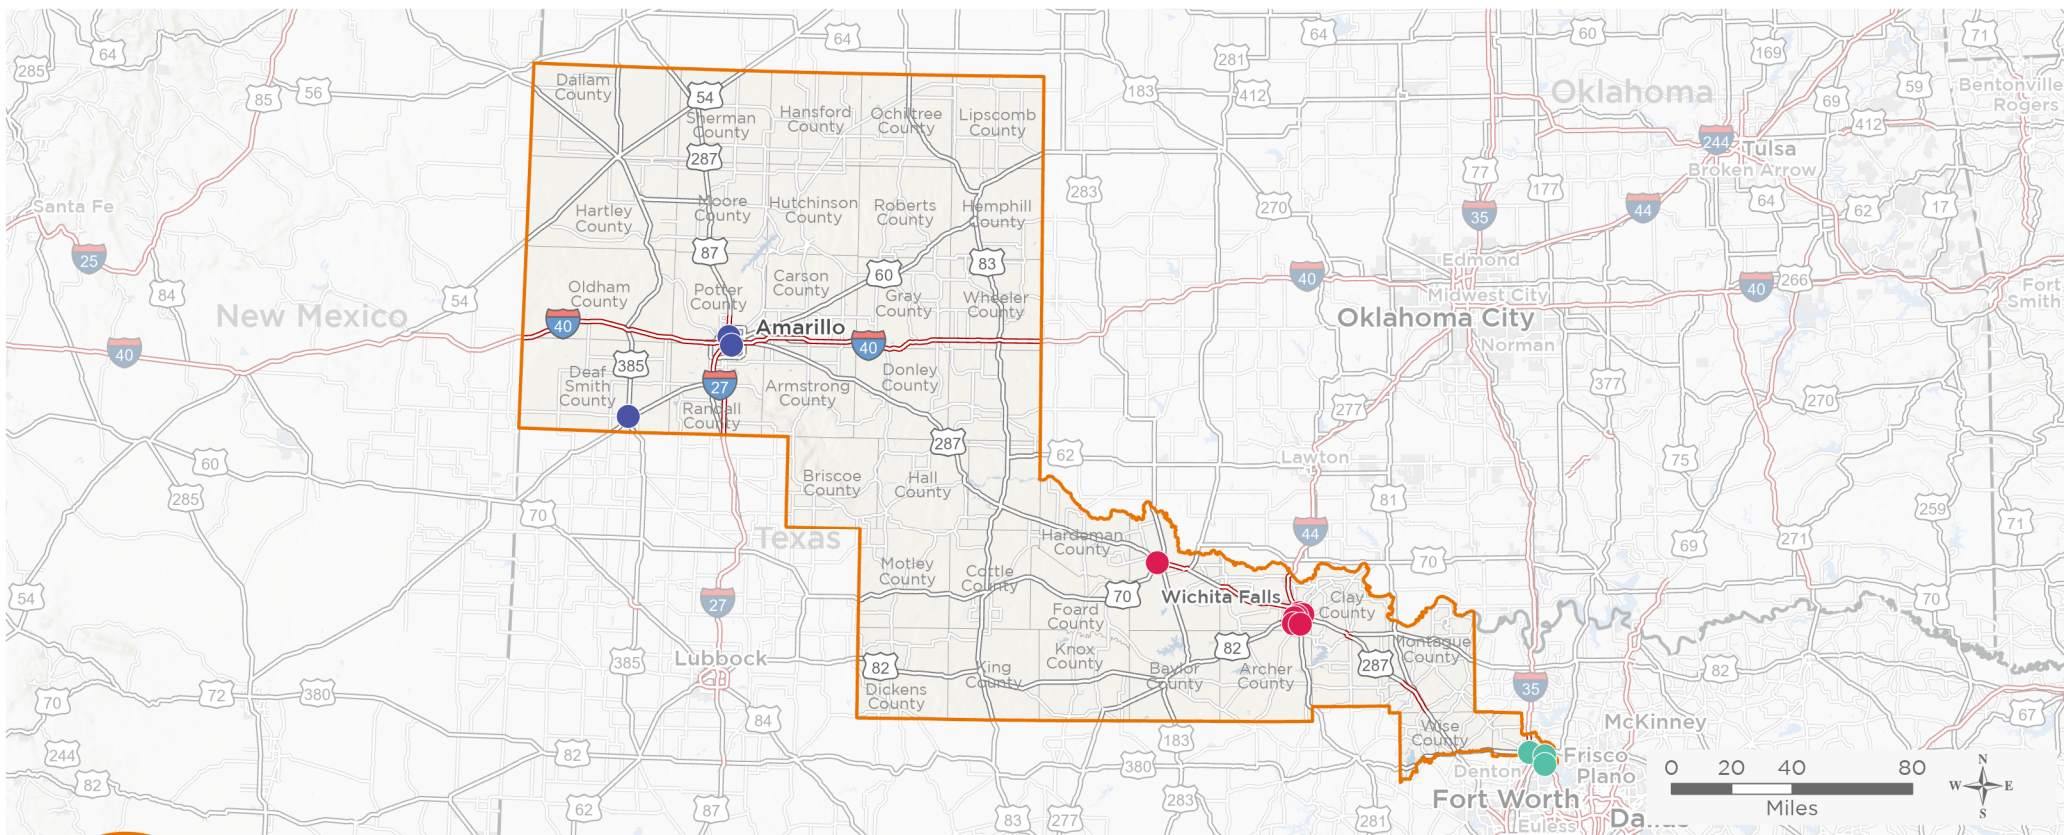 64
64
64
60
71
285
85
56
281
169
183
412
59
Bentonville
Rogers
Oklahoma
69
412
Dallam
County
54
Sherman
County
Hansford
County
Ochiltree
County
Lipscomb
County
287
244
Tulsa
Broken Arrow
77
177
283
270
35
44
64
62
17
Santa Fe
25
Hartley
County
Moore
County
Hutchinson
County
Roberts
County
Hemphill
County
87
60
83
84
54
Edmond
40
Midwest City
Oklahoma City
Norman
40
266
Fort
Smith
New Mexico
40
Oldham
County
Potter
County
Carson
County
Gray
County
Wheeler
County
40
Amarillo
40
385
27
Deaf
Smith
County
Randall
County
Armstrong
County
Donley
County
377
277
270
287
62
Lawton
75
60
285
70
Briscoe
County
Hall
County
81
259
71
Texas
44
69
271
Hardeman
County
70
Motley
County
Cottle
County
70
Foard
County
Wichita Falls
Clay
County
70
54
27
Lubbock
385
82
Dickens
County
King
County
Knox
County
Baylor
County
82
Archer
County
287
Montague
County
82
35
70
72
380
84
67
McKinney
Wise
County
183
244
82
82
380
Denton
Frisco
Plano
Fort Worth
Euless
62
87
83
277
283
281
0 20 40 80
Miles
N
W E
S